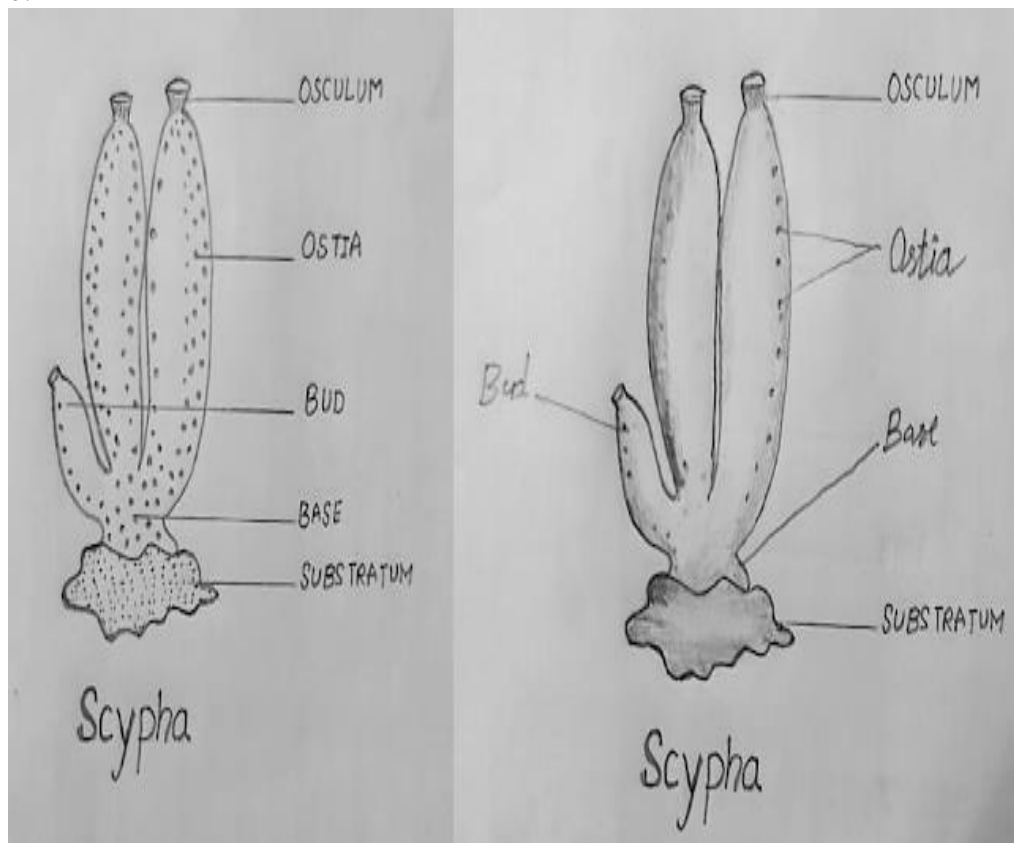 OSCULUM
OSTIA
BUD
BASE
SUBSTRATUM
Scypha
OSCULUM
Ostia
Bud
Base
SUBSTRATUM
Scypha